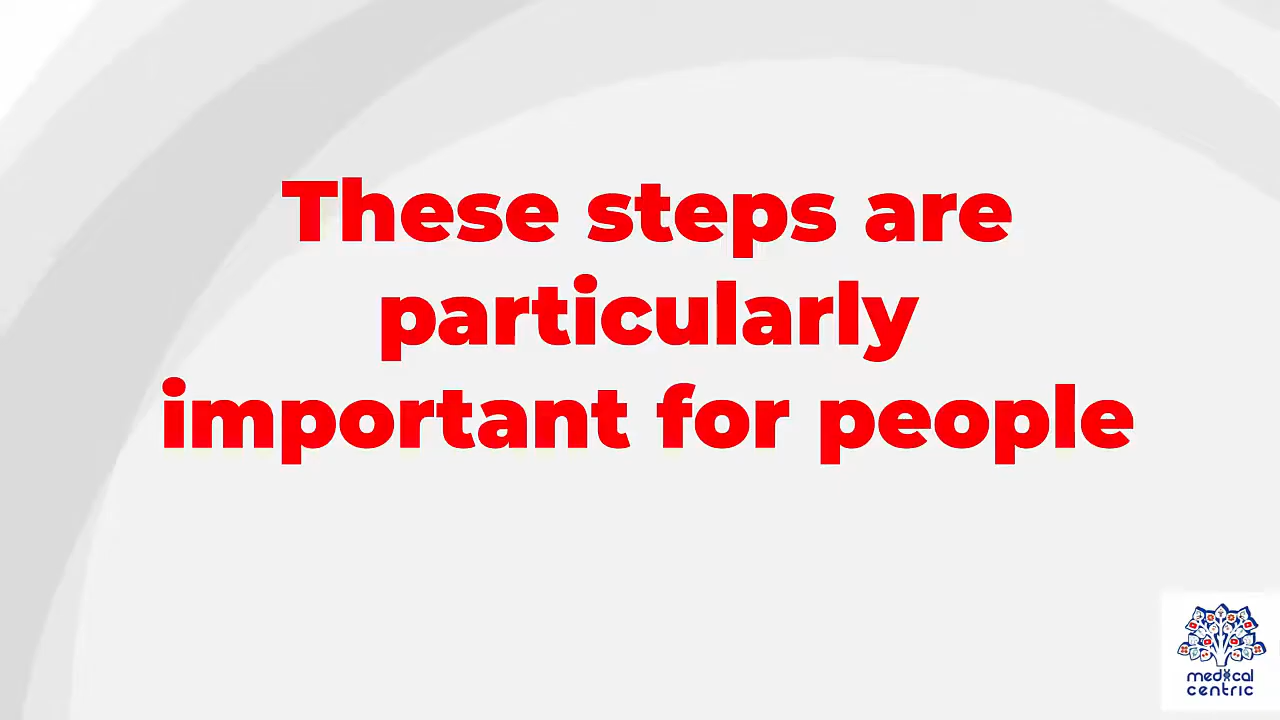 These steps are
particularly
important for people
medical
centric